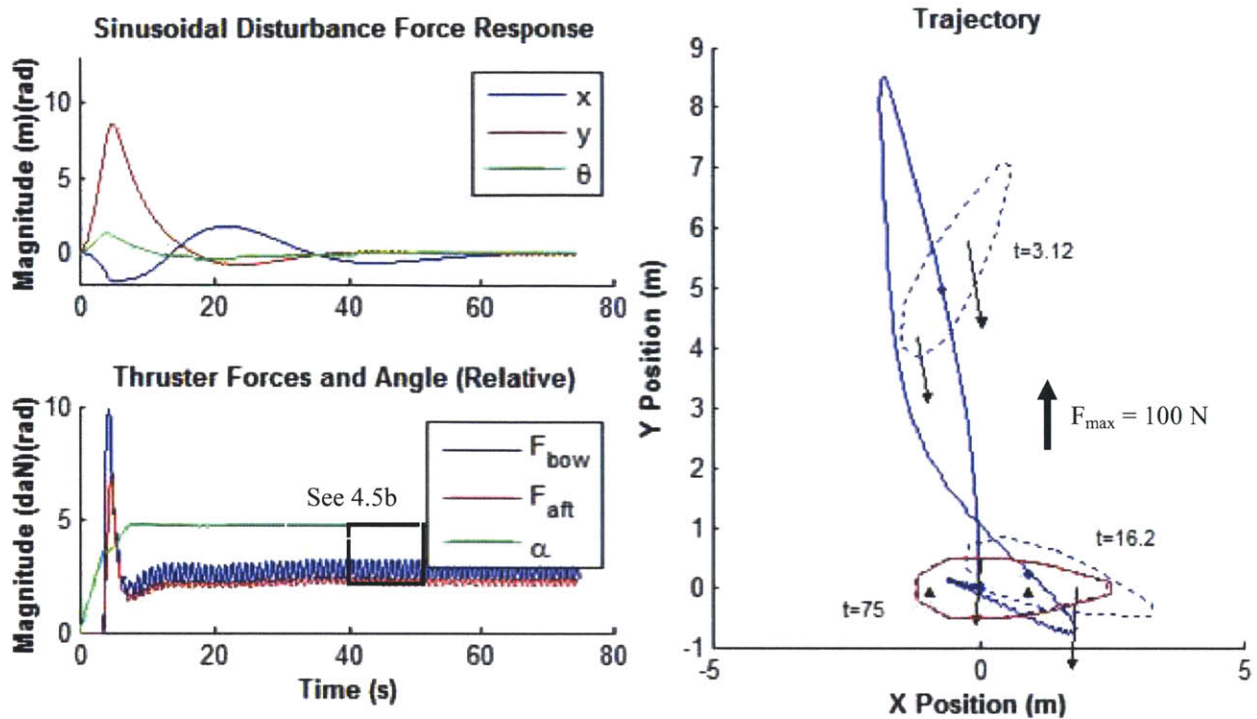 Sinusoidal Disturbance Force Response
Magnitude (m)(rad)
10
5
0
0
20
40
60
80
x
y
θ
Thruster Forces and Angle (Relative)
Magnitude (daN)(rad)
10
5
0
0
20
40
60
80
Time (s)
See 4.5b
F_bow
F_aft
α
Trajectory
Y Position (m)
9
8
7
6
5
4
3
2
1
0
-1
-5
0
5
X Position (m)
t=3.12
F_max = 100 N
t=16.2
t=75